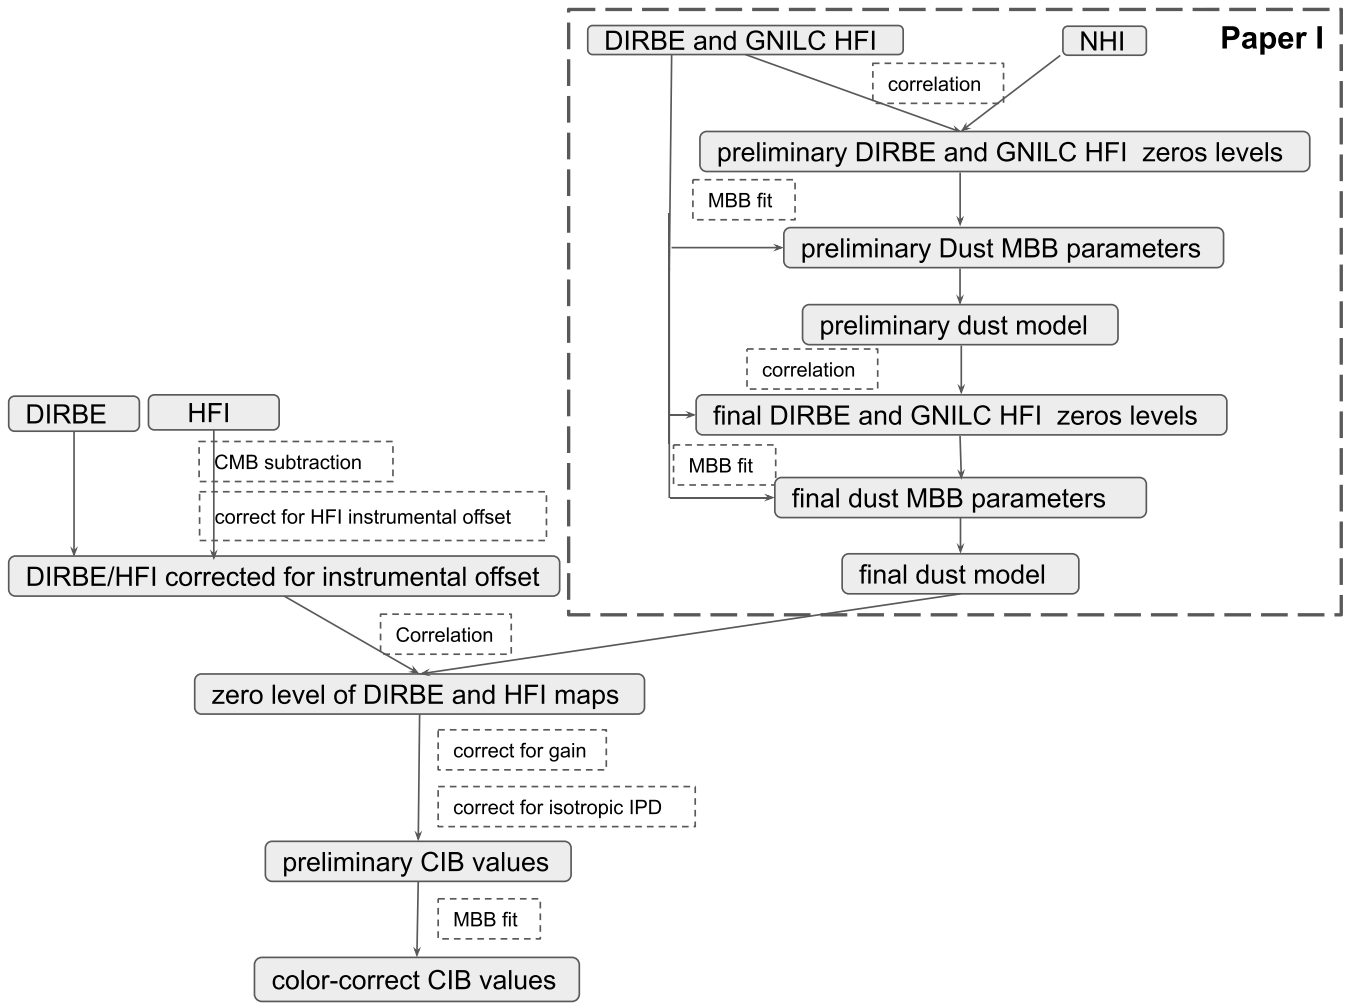 DIRBE and GNILC HFI
NHI
Paper I
correlation
preliminary DIRBE and GNILC HFI zeros levels
MBB fit
preliminary Dust MBB parameters
preliminary dust model
correlation
final DIRBE and GNILC HFI zeros levels
MBB fit
final dust MBB parameters
final dust model
DIRBE
HFI
CMB subtraction
correct for HFI instrumental offset
DIRBE/HFI corrected for instrumental offset
Correlation
zero level of DIRBE and HFI maps
correct for gain
correct for isotropic IPD
preliminary CIB values
MBB fit
color-correct CIB values